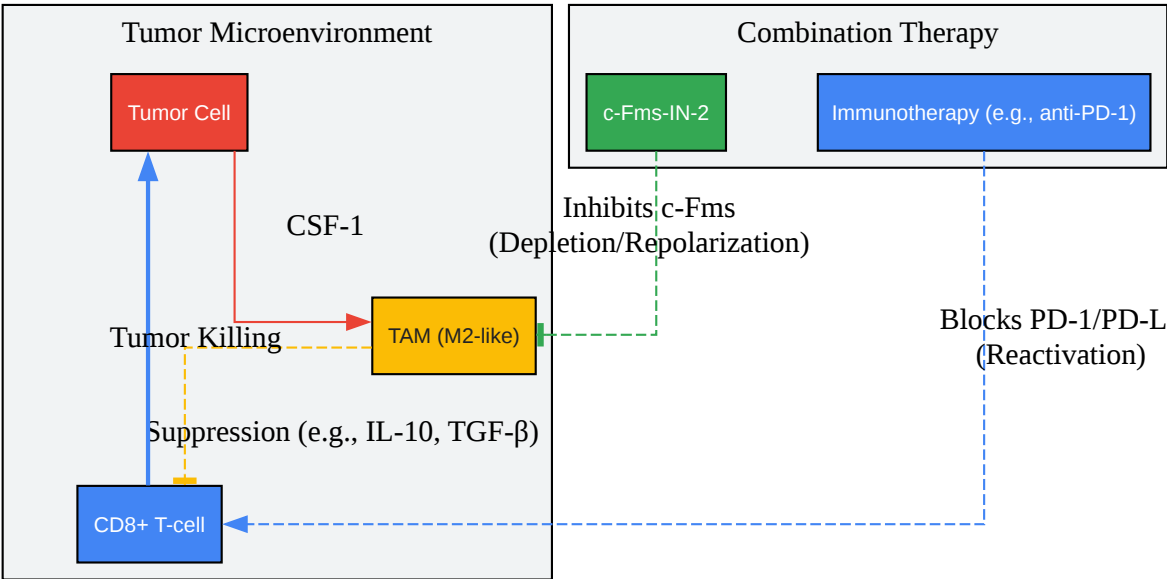 Tumor Microenvironment
Combination Therapy
Tumor Cell
c-Fms-IN-2
Immunotherapy (e.g., anti-PD-1)
CSF-1
Inhibits c-Fms
(Depletion/Repolarization)
Tumor Killing
TAM (M2-like)
Blocks PD-1/PD-L
(Reactivation)
Suppression (e.g., IL-10, TGF-β)
CD8+ T-cell